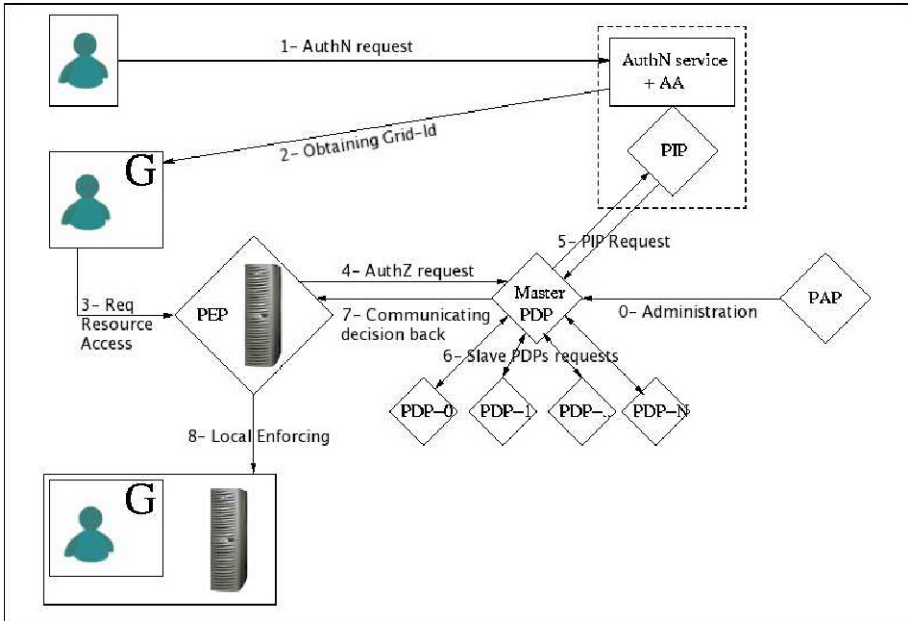 1- AuthN request
AuthN service
+ AA
2- Obtaining Grid-Id
G
PIP
5- PIP Request
4- AuthZ request
3- Req
Resource
Access
PEP
Master
PDP
PAP
7- Communicating
decision back
0- Administration
6- Slave PDPs requests
PDP-0
PDP-1
PDP-..
PDP-N
8- Local Enforcing
G